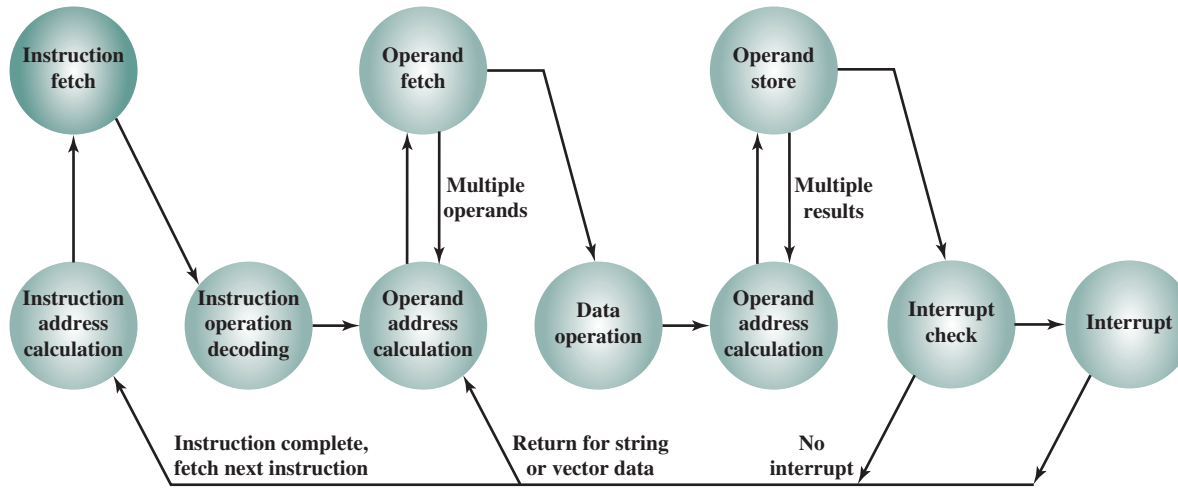 Instruction
fetch
Operand
fetch
Operand
store
Multiple
operands
Multiple
results
Instruction
address
calculation
Instruction
operation
decoding
Operand
address
calculation
Data
operation
Operand
address
calculation
Interrupt
check
Interrupt
Instruction complete,
fetch next instruction
Return for string
or vector data
No
interrupt